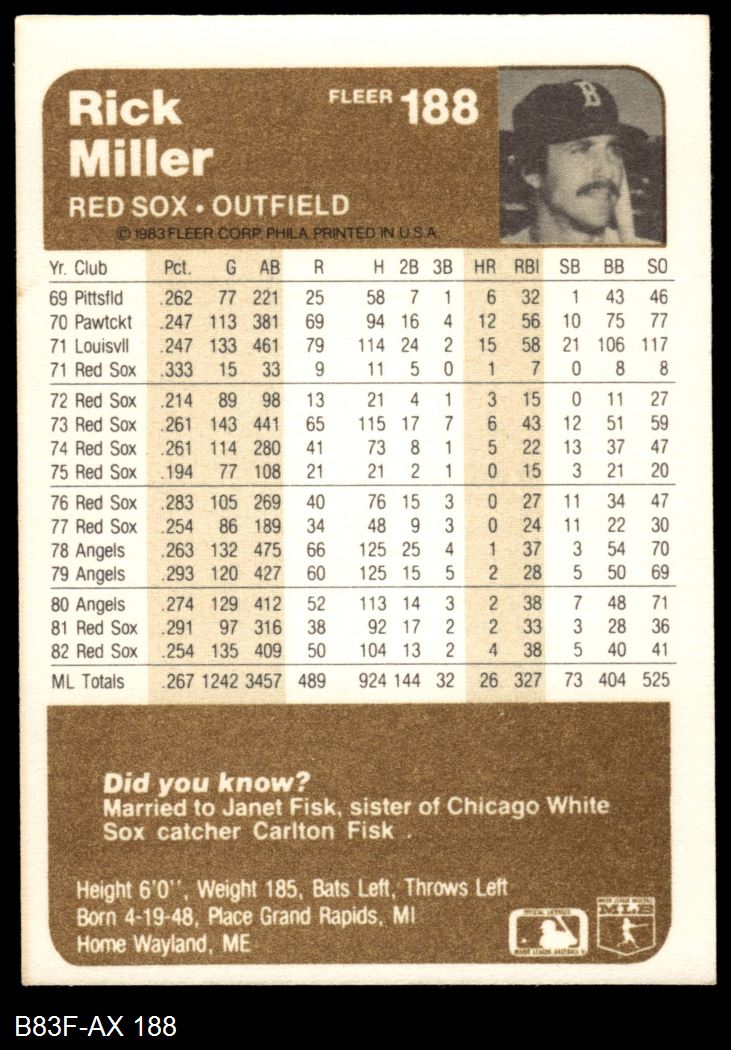 Rick
Miller
FLEER 188
RED SOX • OUTFIELD
© 1983 FLEER CORP. PHILA. PRINTED IN U.S.A.
Yr. Club Pct. G AB R H 2B 3B HR RBI SB BB SO
69 Pittsfld .262 77 221 25 58 7 1 6 32 1 43 46
70 Pawtckt .247 113 381 69 94 16 4 12 56 10 75 77
71 Louisvll .247 133 461 79 114 24 2 15 58 21 106 117
71 Red Sox .333 15 33 9 11 5 0 1 7 0 8 8
72 Red Sox .214 89 98 13 21 4 1 3 15 0 11 27
73 Red Sox .261 143 441 65 115 17 7 6 43 12 51 59
74 Red Sox .261 114 280 41 73 8 1 5 22 13 37 47
75 Red Sox .194 77 108 21 21 2 1 0 15 3 21 20
76 Red Sox .283 105 269 40 76 15 3 0 27 11 34 47
77 Red Sox .254 86 189 34 48 9 3 0 24 11 22 30
78 Angels .263 132 475 66 125 25 4 1 37 3 54 70
79 Angels .293 120 427 60 125 15 5 2 28 5 50 69
80 Angels .274 129 412 52 113 14 3 2 38 7 48 71
81 Red Sox .291 97 316 38 92 17 2 2 33 3 28 36
82 Red Sox .254 135 409 50 104 13 2 4 38 5 40 41
ML Totals .267 1242 3457 489 924 144 32 26 327 73 404 525
Did you know?
Married to Janet Fisk, sister of Chicago White
Sox catcher Carlton Fisk .
Height 6'0'', Weight 185, Bats Left, Throws Left
Born 4-19-48, Place Grand Rapids, MI
Home Wayland, ME
OFFICIAL LICENSEE
MAJOR LEAGUE BASEBALL
MAJOR LEAGUE BASEBALL
B
B83F-AX 188